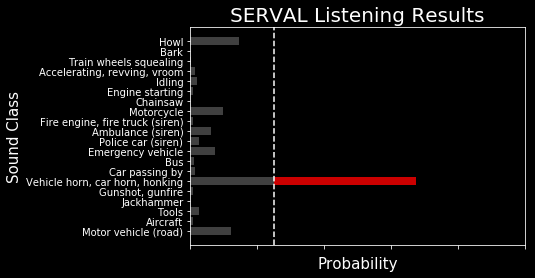 SERVAL Listening Results
Sound Class
Howl
Bark
Train wheels squealing
Accelerating, revving, vroom
Idling
Engine starting
Chainsaw
Motorcycle
Fire engine, fire truck (siren)
Ambulance (siren)
Police car (siren)
Emergency vehicle
Bus
Car passing by
Vehicle horn, car horn, honking
Gunshot, gunfire
Jackhammer
Tools
Aircraft
Motor vehicle (road)
Probability